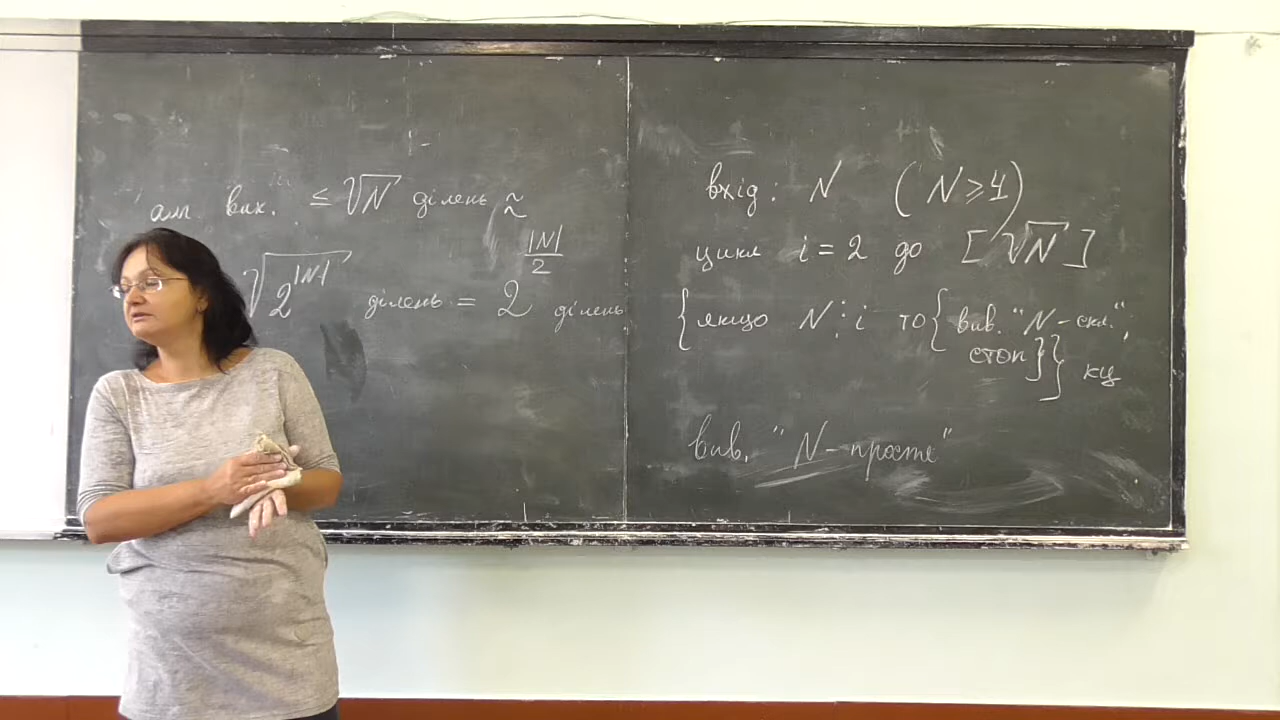 алг. вик. ≤ √N ділень ≈
√2^|N| ділень = 2^(|N|/2) ділень
вхід: N (N ≥ 4)
цикл i = 2 до [√N]
{якщо N ⋮ i то {вив. "N – скл.";
стоп}} кц
вив. "N – просте"